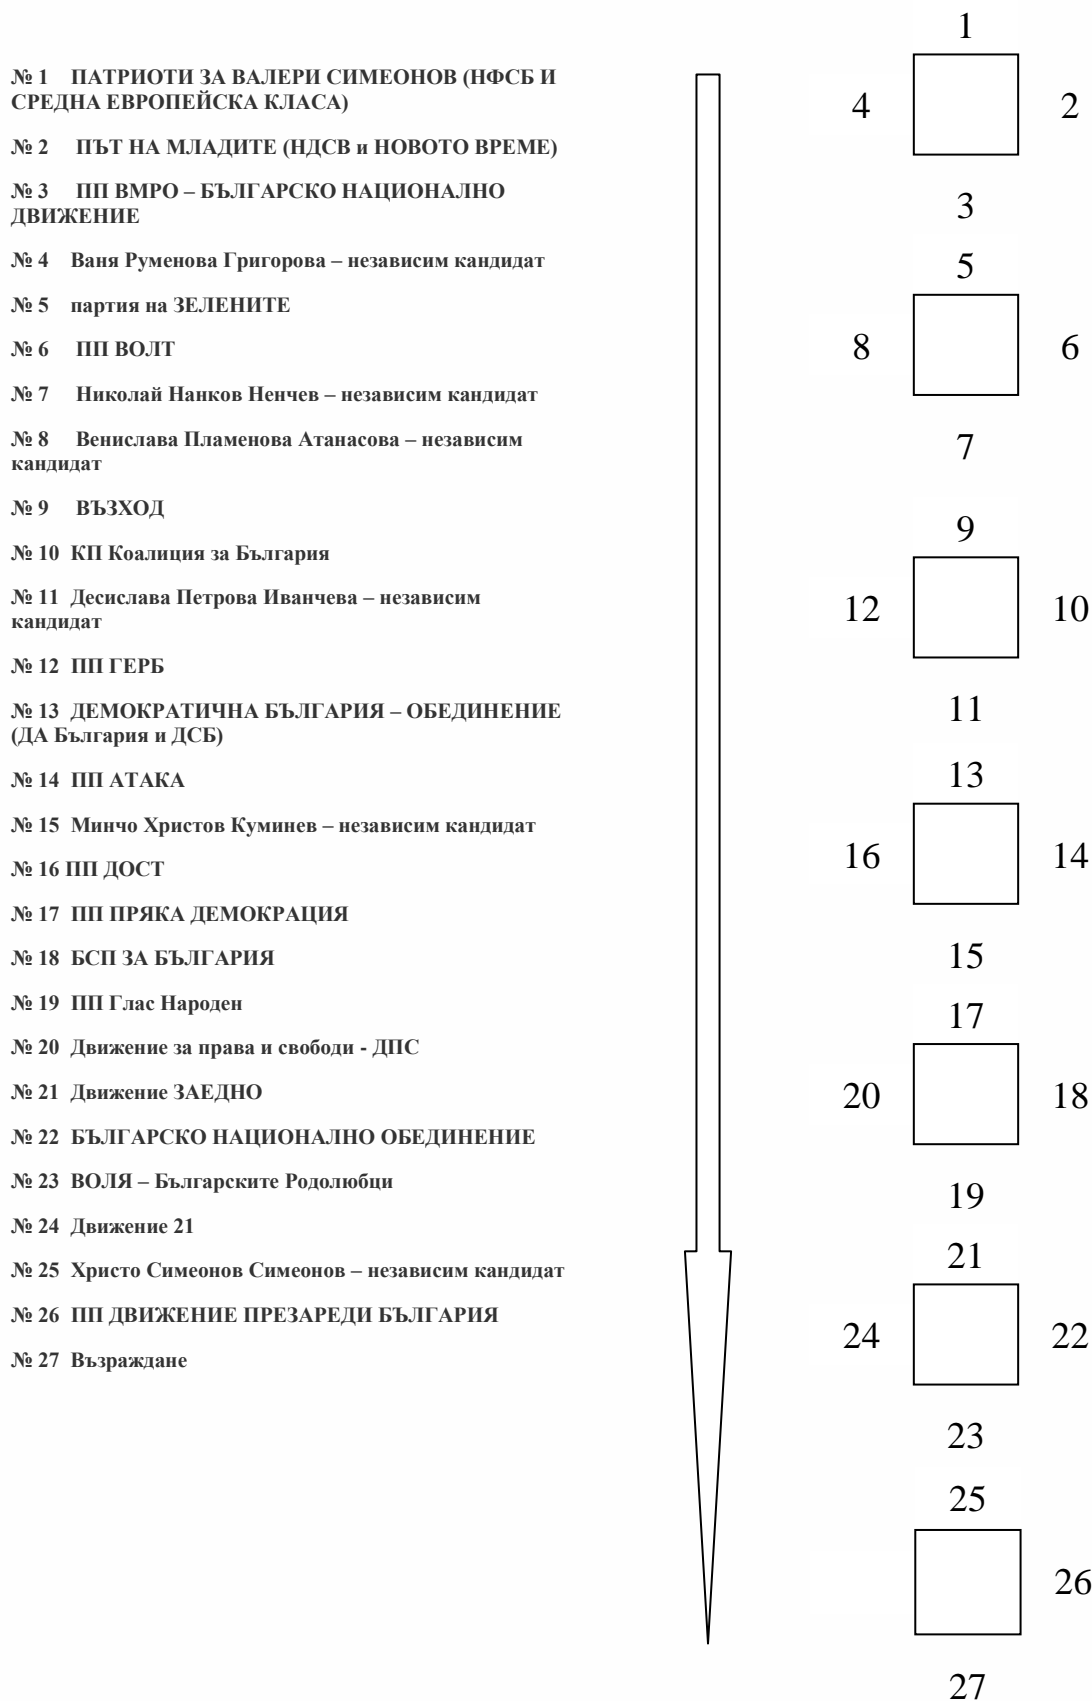 № 1 ПАТРИОТИ ЗА ВАЛЕРИ СИМЕОНОВ (НФСБ И
СРЕДНА ЕВРОПЕЙСКА КЛАСА)
№ 2 ПЪТ НА МЛАДИТЕ (НДСВ и НОВОТО ВРЕМЕ)
№ 3 ПП ВМРО – БЪЛГАРСКО НАЦИОНАЛНО
ДВИЖЕНИЕ
№ 4 Ваня Руменова Григорова – независим кандидат
№ 5 партия на ЗЕЛЕНИТЕ
№ 6 ПП ВОЛТ
№ 7 Николай Нанков Ненчев – независим кандидат
№ 8 Венислава Пламенова Атанасова – независим
кандидат
№ 9 ВЪЗХОД
№ 10 КП Коалиция за България
№ 11 Десислава Петрова Иванчева – независим
кандидат
№ 12 ПП ГЕРБ
№ 13 ДЕМОКРАТИЧНА БЪЛГАРИЯ – ОБЕДИНЕНИЕ
(ДА България и ДСБ)
№ 14 ПП АТАКА
№ 15 Минчо Христов Куминев – независим кандидат
№ 16 ПП ДОСТ
№ 17 ПП ПРЯКА ДЕМОКРАЦИЯ
№ 18 БСП ЗА БЪЛГАРИЯ
№ 19 ПП Глас Народен
№ 20 Движение за права и свободи - ДПС
№ 21 Движение ЗАЕДНО
№ 22 БЪЛГАРСКО НАЦИОНАЛНО ОБЕДИНЕНИЕ
№ 23 ВОЛЯ – Българските Родолюбци
№ 24 Движение 21
№ 25 Христо Симеонов Симеонов – независим кандидат
№ 26 ПП ДВИЖЕНИЕ ПРЕЗАРЕДИ БЪЛГАРИЯ
№ 27 Възраждане
1
4 2
3
5
8 6
7
9
12 10
11
13
16 14
15
17
20 18
19
21
24 22
23
25
26
27